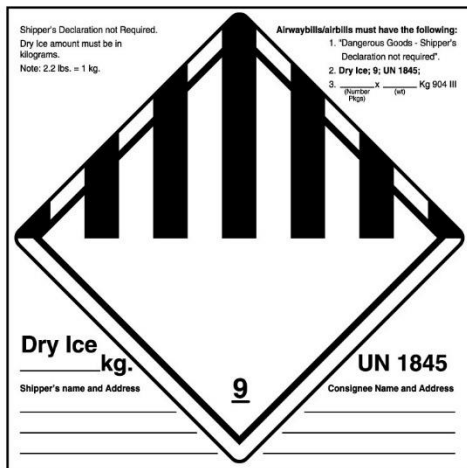 Shipper's Declaration not Required.
Dry Ice amount must be in
kilograms.
Note: 2.2 lbs. = 1 kg.
Airwaybills/airbills must have the following:
1. "Dangerous Goods - Shipper's
Declaration not required".
2. Dry Ice; 9; UN 1845;
3. ______ x ______ Kg 904 III
(Number
Pkgs)
(wt)
Dry Ice
______kg.
9
UN 1845
Shipper's name and Address
Consignee Name and Address